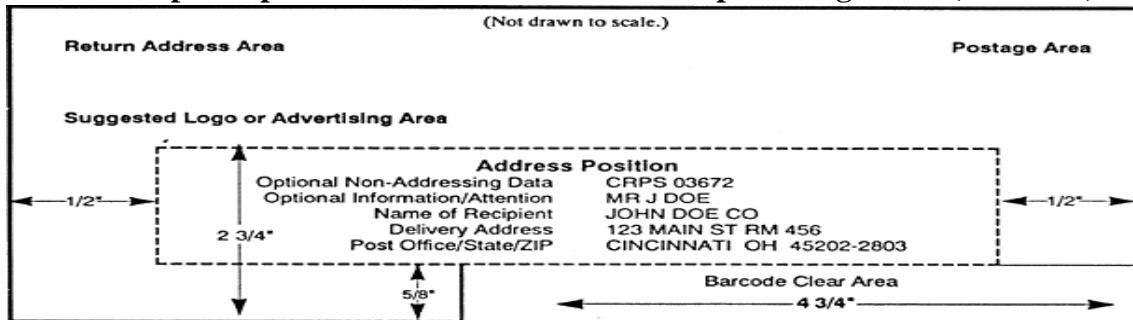 (Not drawn to scale.)
Return Address Area Postage Area
Suggested Logo or Advertising Area
Address Position
Optional Non-Addressing Data CRPS 03672
Optional Information/Attention MR J DOE
Name of Recipient JOHN DOE CO
Delivery Address 123 MAIN ST RM 456
Post Office/State/ZIP CINCINNATI OH 45202-2803
1/2" 1/2"
2 3/4"
5/8"
Barcode Clear Area
4 3/4"